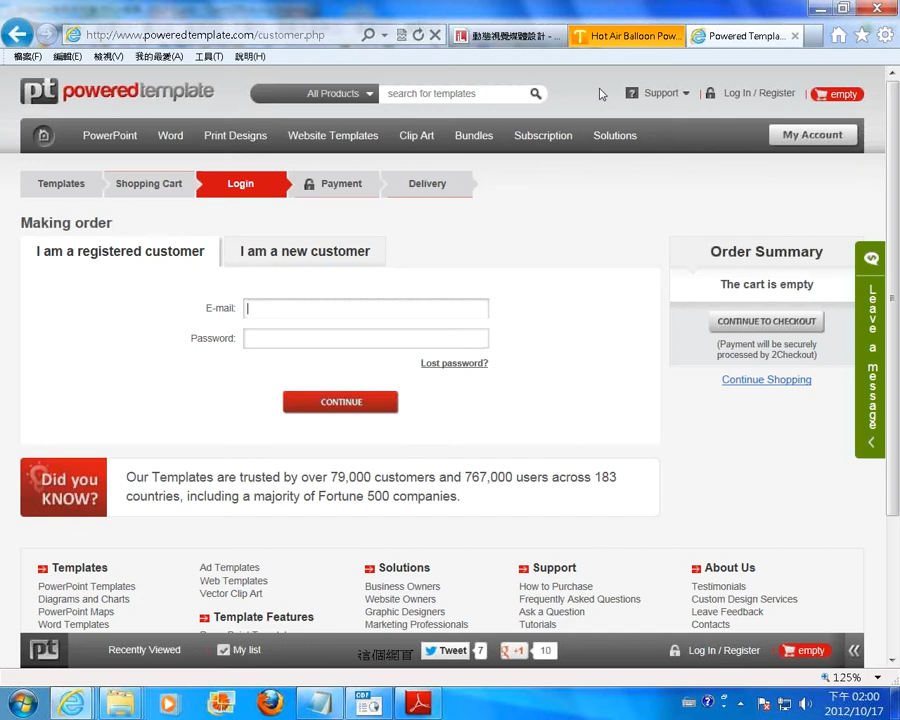 http://www.poweredtemplate.com/customer.php
動態視覺媒體設計 - ...
Hot Air Balloon Pow...
Powered Templa...
檔案(F) 編輯(E) 檢視(V) 我的最愛(A) 工具(T) 說明(H)
pt poweredtemplate
All Products
search for templates
Support
Log In / Register
empty
PowerPoint Word Print Designs Website Templates Clip Art Bundles Subscription Solutions
My Account
Templates Shopping Cart Login Payment Delivery
Making order
I am a registered customer
I am a new customer
E-mail:
Password:
Lost password?
CONTINUE
Order Summary
The cart is empty
CONTINUE TO CHECKOUT
(Payment will be securely
processed by 2Checkout)
Continue Shopping
Leave a message
Did you
KNOW?
Our Templates are trusted by over 79,000 customers and 767,000 users across 183
countries, including a majority of Fortune 500 companies.
Templates
PowerPoint Templates
Diagrams and Charts
PowerPoint Maps
Word Templates
Ad Templates
Web Templates
Vector Clip Art
Template Features
Solutions
Business Owners
Website Owners
Graphic Designers
Marketing Professionals
Support
How to Purchase
Frequently Asked Questions
Ask a Question
Tutorials
About Us
Testimonials
Custom Design Services
Leave Feedback
Contacts
pt
Recently Viewed
My list
這個網頁
Tweet 7
+1 10
Log In / Register
empty
125%
CDF
下午 02:00
2012/10/17